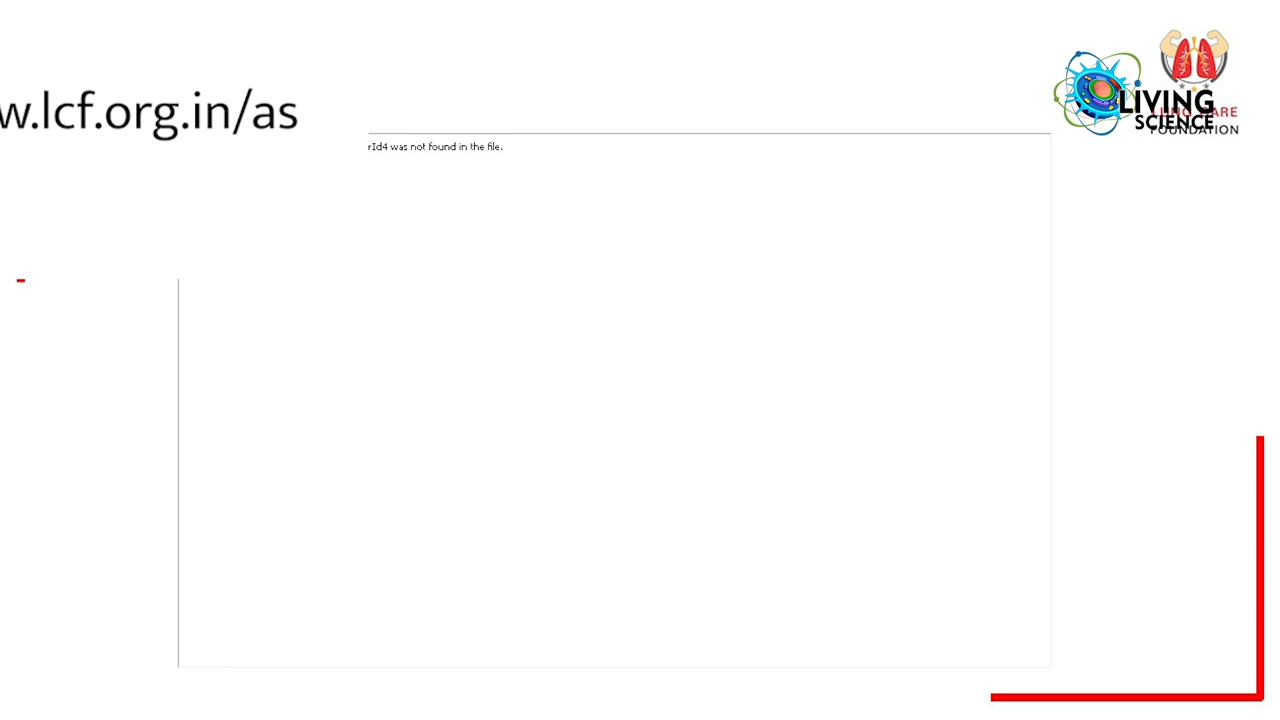 w.lcf.org.in/as
LIVING
SCIENCE
FOUNDATION
rId4 was not found in the file.